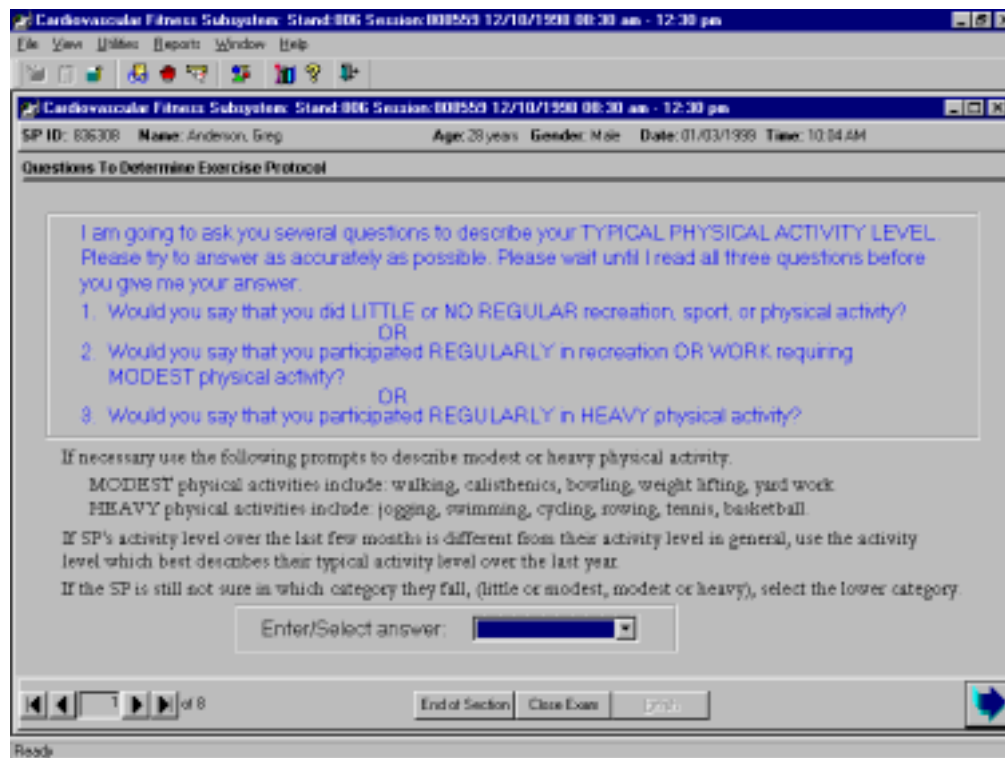 Cardiovascular Fitness Subsystem: Stand:006 Session:000559 12/10/1998 08:30 am - 12:30 pm
File View Utilities Reports Window Help
Cardiovascular Fitness Subsystem: Stand:006 Session:000559 12/10/1998 08:30 am - 12:30 pm
SP ID: 836308 Name: Anderson, Greg Age: 28 years Gender: Male Date: 01/03/1999 Time: 10:04 AM
Questions To Determine Exercise Protocol
I am going to ask you several questions to describe your TYPICAL PHYSICAL ACTIVITY LEVEL.
Please try to answer as accurately as possible. Please wait until I read all three questions before
you give me your answer.
1. Would you say that you did LITTLE or NO REGULAR recreation, sport, or physical activity?
OR
2. Would you say that you participated REGULARLY in recreation OR WORK requiring
MODEST physical activity?
OR
3. Would you say that you participated REGULARLY in HEAVY physical activity?
If necessary use the following prompts to describe modest or heavy physical activity.
MODEST physical activities include: walking, calisthenics, bowling, weight lifting, yard work
HEAVY physical activities include: jogging, swimming, cycling, rowing, tennis, basketball.
If SP's activity level over the last few months is different from their activity level in general, use the activity
level which best describes their typical activity level over the last year.
If the SP is still not sure in which category they fall, (little or modest, modest or heavy), select the lower category.
Enter/Select answer:
1 of 8
End of Section Close Exam
Ready